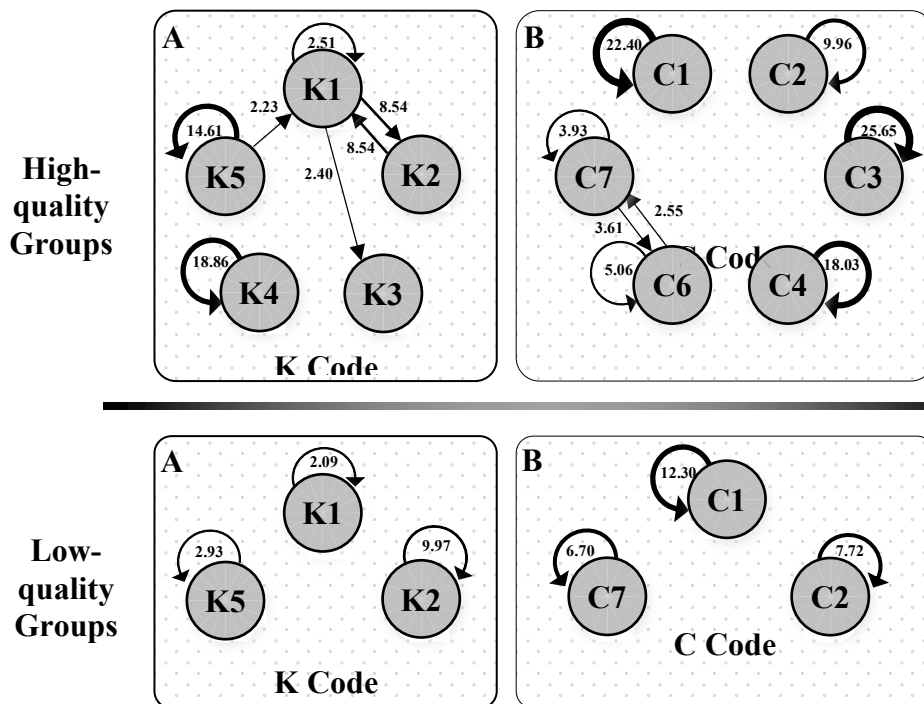 A
2.51
K1
2.23
8.54
8.54
14.61
K5
K2
2.40
18.86
K4
K3
K Code
B
22.40
C1
C2
9.96
3.93
C7
25.65
C3
3.61
2.55
Code
5.06
C6
C4
18.03
High-
quality
Groups
A
2.09
K1
2.93
K5
9.97
K2
K Code
B
12.30
C1
6.70
C7
7.72
C2
C Code
Low-
quality
Groups